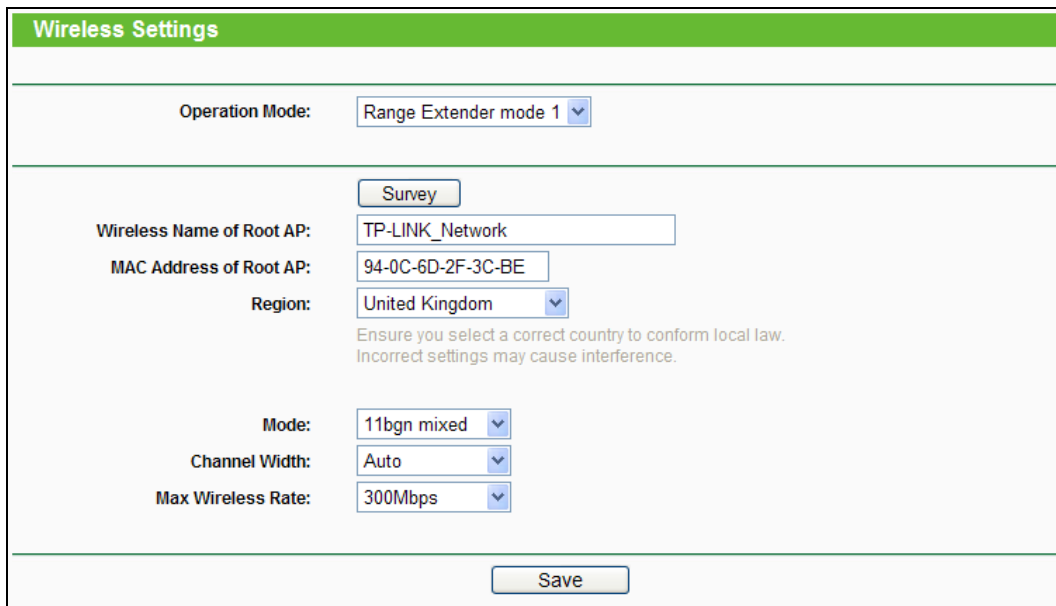 Wireless Settings
Operation Mode: Range Extender mode 1
Survey
Wireless Name of Root AP: TP-LINK_Network
MAC Address of Root AP: 94-0C-6D-2F-3C-BE
Region: United Kingdom
Ensure you select a correct country to conform local law.
Incorrect settings may cause interference.
Mode: 11bgn mixed
Channel Width: Auto
Max Wireless Rate: 300Mbps
Save